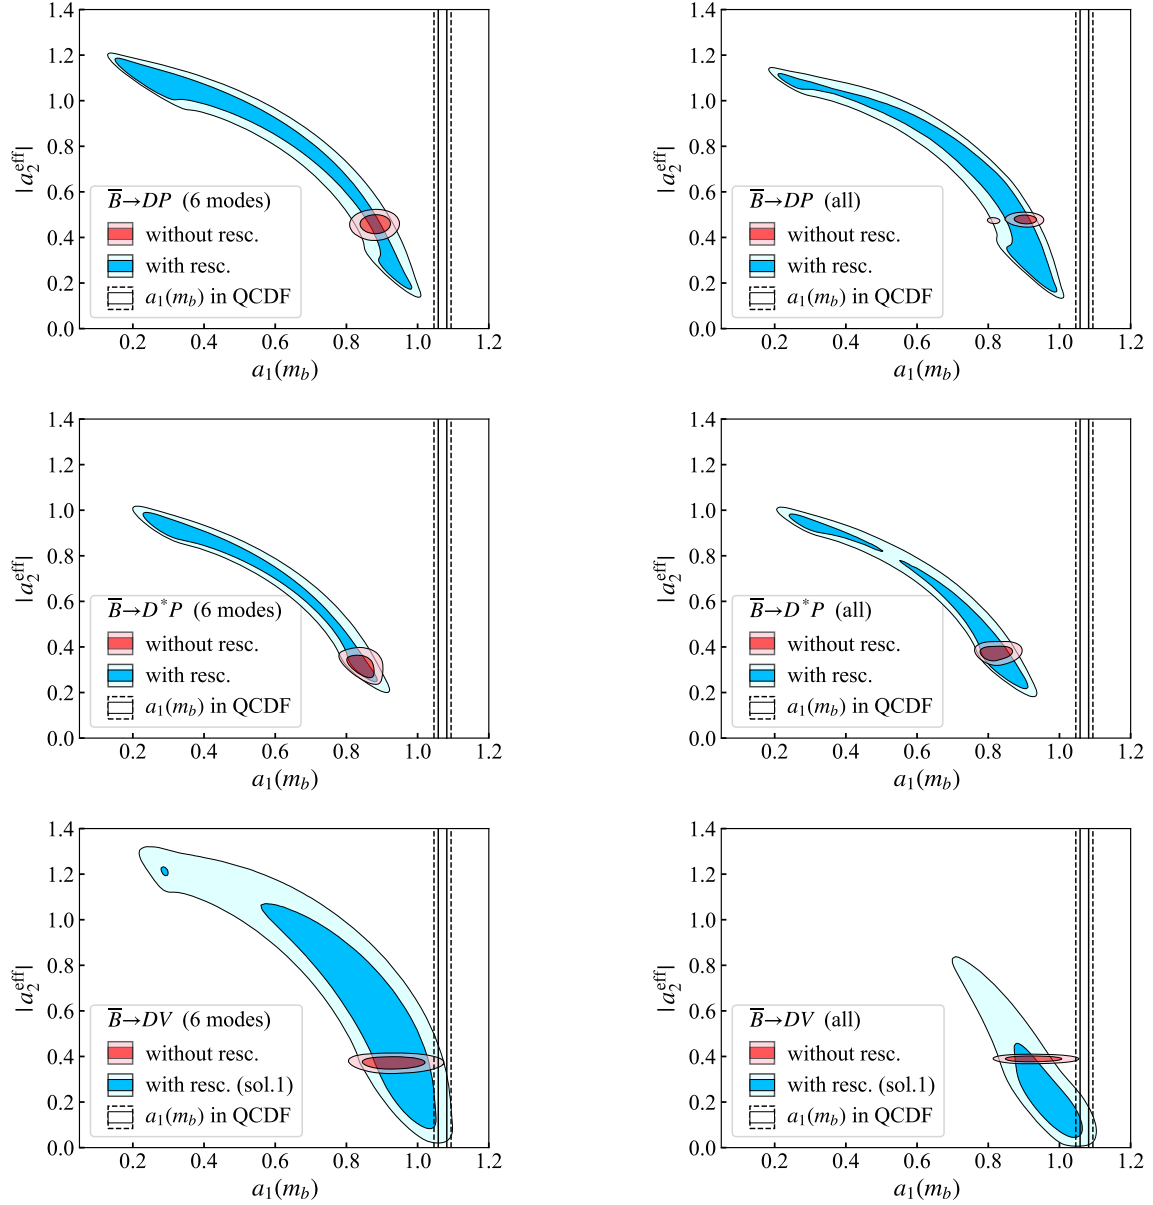 1.4
1.2
1.0
0.8
0.6
0.4
0.2
0.0
|a₂ᵉᶠᶠ|
B̅→DP (6 modes)
without resc.
with resc.
a₁(m_b) in QCDF
0.2 0.4 0.6 0.8 1.0 1.2
a₁(m_b)
1.4
1.2
1.0
0.8
0.6
0.4
0.2
0.0
|a₂ᵉᶠᶠ|
B̅→DP (all)
without resc.
with resc.
a₁(m_b) in QCDF
0.2 0.4 0.6 0.8 1.0 1.2
a₁(m_b)
1.4
1.2
1.0
0.8
0.6
0.4
0.2
0.0
|a₂ᵉᶠᶠ|
B̅→D*P (6 modes)
without resc.
with resc.
a₁(m_b) in QCDF
0.2 0.4 0.6 0.8 1.0 1.2
a₁(m_b)
1.4
1.2
1.0
0.8
0.6
0.4
0.2
0.0
|a₂ᵉᶠᶠ|
B̅→D*P (all)
without resc.
with resc.
a₁(m_b) in QCDF
0.2 0.4 0.6 0.8 1.0 1.2
a₁(m_b)
1.4
1.2
1.0
0.8
0.6
0.4
0.2
0.0
|a₂ᵉᶠᶠ|
B̅→DV (6 modes)
without resc.
with resc. (sol.1)
a₁(m_b) in QCDF
0.2 0.4 0.6 0.8 1.0 1.2
a₁(m_b)
1.4
1.2
1.0
0.8
0.6
0.4
0.2
0.0
|a₂ᵉᶠᶠ|
B̅→DV (all)
without resc.
with resc. (sol.1)
a₁(m_b) in QCDF
0.2 0.4 0.6 0.8 1.0 1.2
a₁(m_b)